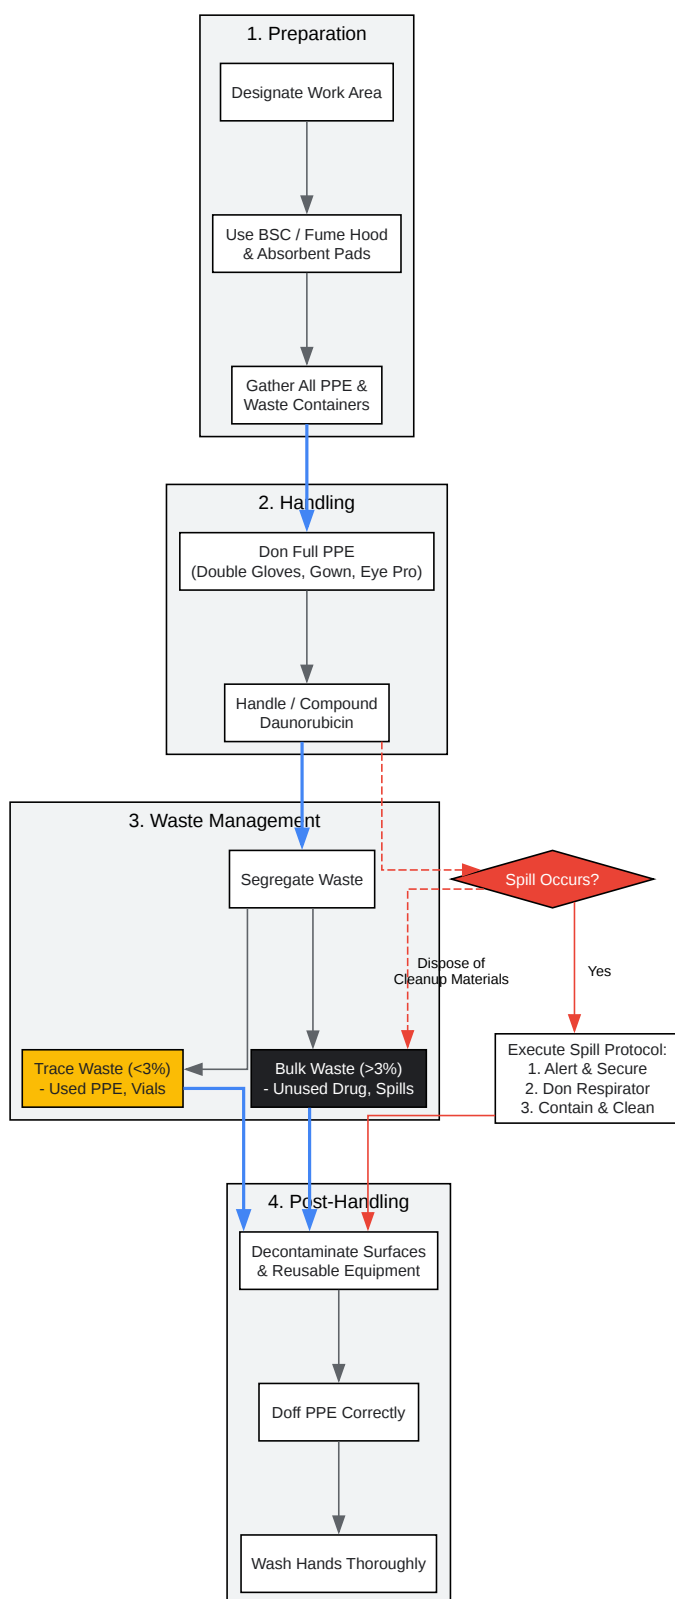 1. Preparation
Designate Work Area
Use BSC / Fume Hood
& Absorbent Pads
Gather All PPE &
Waste Containers
2. Handling
Don Full PPE
(Double Gloves, Gown, Eye Pro)
Handle / Compound
Daunorubicin
3. Waste Management
Segregate Waste
Spill Occurs?
Dispose of
Cleanup Materials
Yes
Trace Waste (<3%)
- Used PPE, Vials
Bulk Waste (>3%)
- Unused Drug, Spills
Execute Spill Protocol:
1. Alert & Secure
2. Don Respirator
3. Contain & Clean
4. Post-Handling
Decontaminate Surfaces
& Reusable Equipment
Doff PPE Correctly
Wash Hands Thoroughly